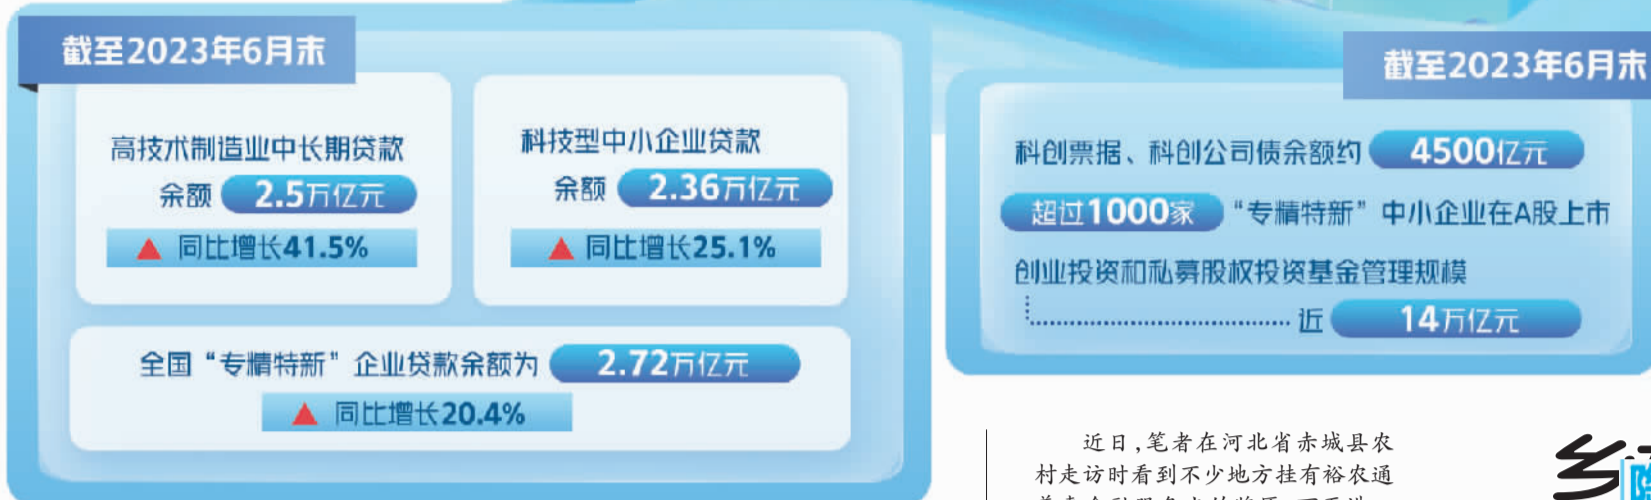 截至2023年6月末
高技术制造业中长期贷款
余额 2.5万亿元
同比增长41.5%
科技型中小企业贷款
余额 2.36万亿元
同比增长25.1%
全国“专精特新”企业贷款余额为 2.72万亿元
同比增长20.4%
截至2023年6月末
科创票据、科创公司债余额约 4500亿元
超过1000家 “专精特新”中小企业在A股上市
创业投资和私募股权投资基金管理规模
近 14万亿元
近日,笔者在河北省赤城县农
村走访时看到不少地方挂有裕农通